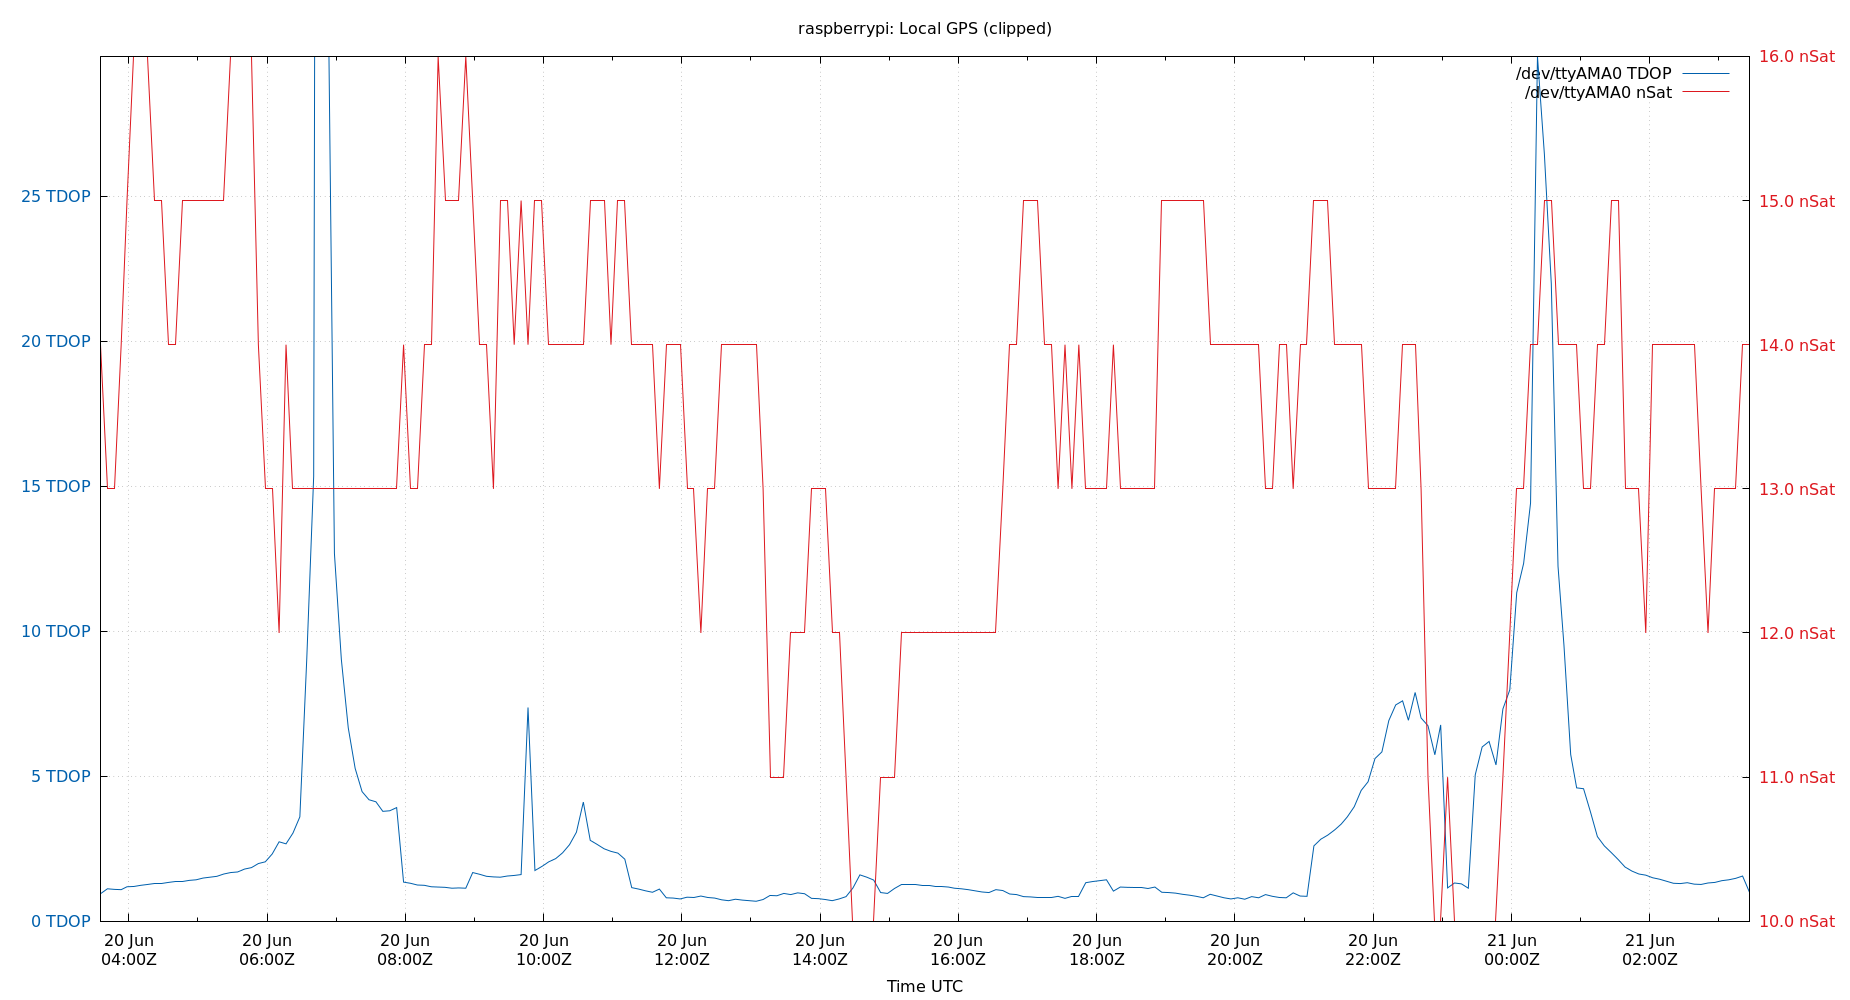 raspberrypi: Local GPS (clipped)
/dev/ttyAMA0 TDOP
/dev/ttyAMA0 nSat
25 TDOP
20 TDOP
15 TDOP
10 TDOP
5 TDOP
0 TDOP
16.0 nSat
15.0 nSat
14.0 nSat
13.0 nSat
12.0 nSat
11.0 nSat
10.0 nSat
20 Jun
04:00Z
20 Jun
06:00Z
20 Jun
08:00Z
20 Jun
10:00Z
20 Jun
12:00Z
20 Jun
14:00Z
20 Jun
16:00Z
20 Jun
18:00Z
20 Jun
20:00Z
20 Jun
22:00Z
21 Jun
00:00Z
21 Jun
02:00Z
Time UTC